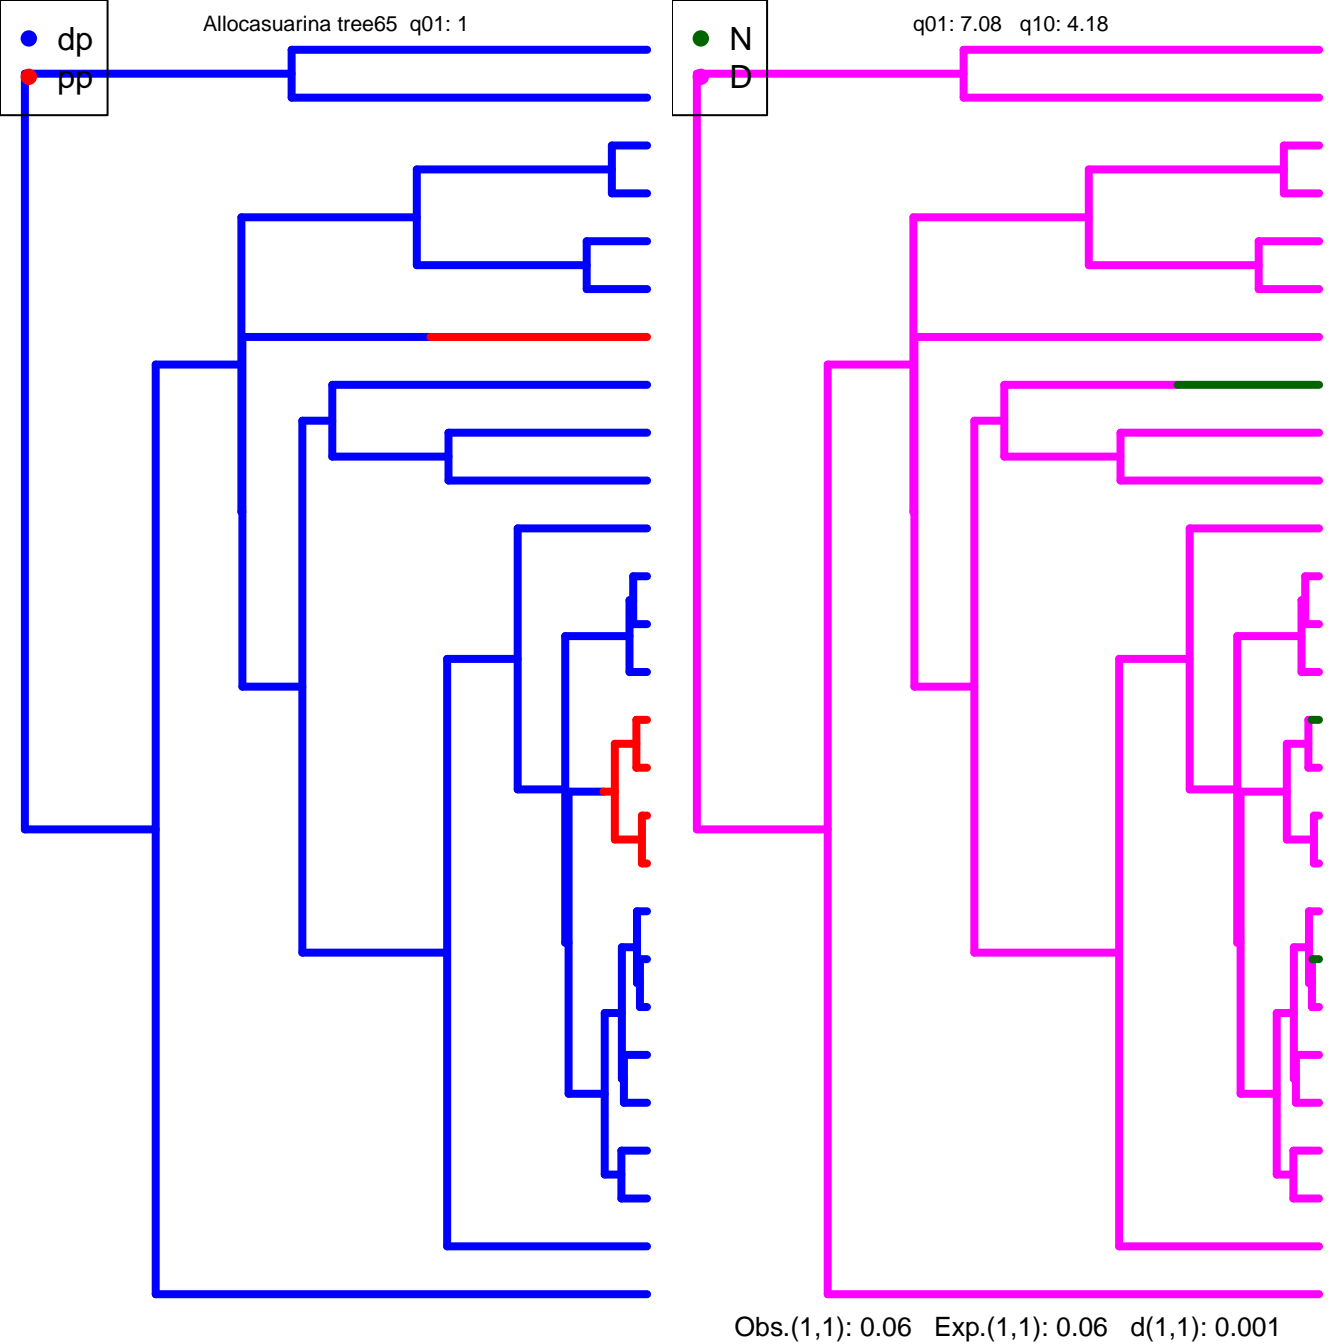 Allocasuarina tree65 q01: 1
dp
pp
q01: 7.08 q10: 4.18
N
D
Obs.(1,1): 0.06 Exp.(1,1): 0.06 d(1,1): 0.001